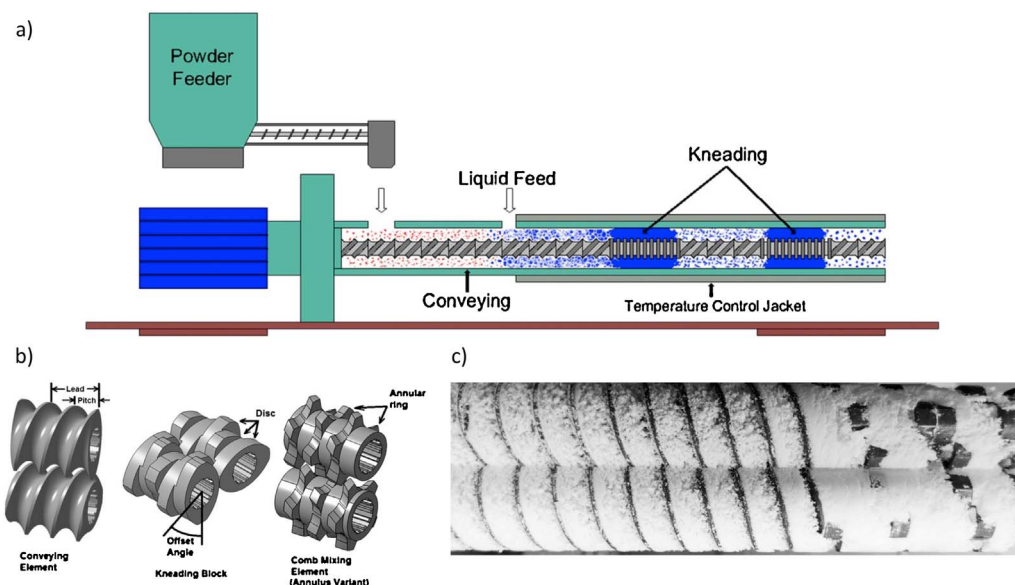 a)
Powder
Feeder
Liquid Feed
Kneading
Conveying
Temperature Control Jacket
b)
Lead
Pitch
Disc
Annular
ring
Offset
Angle
Conveying
Element
Kneading Block
Comb Mixing
Element
(Annulus Variant)
c)